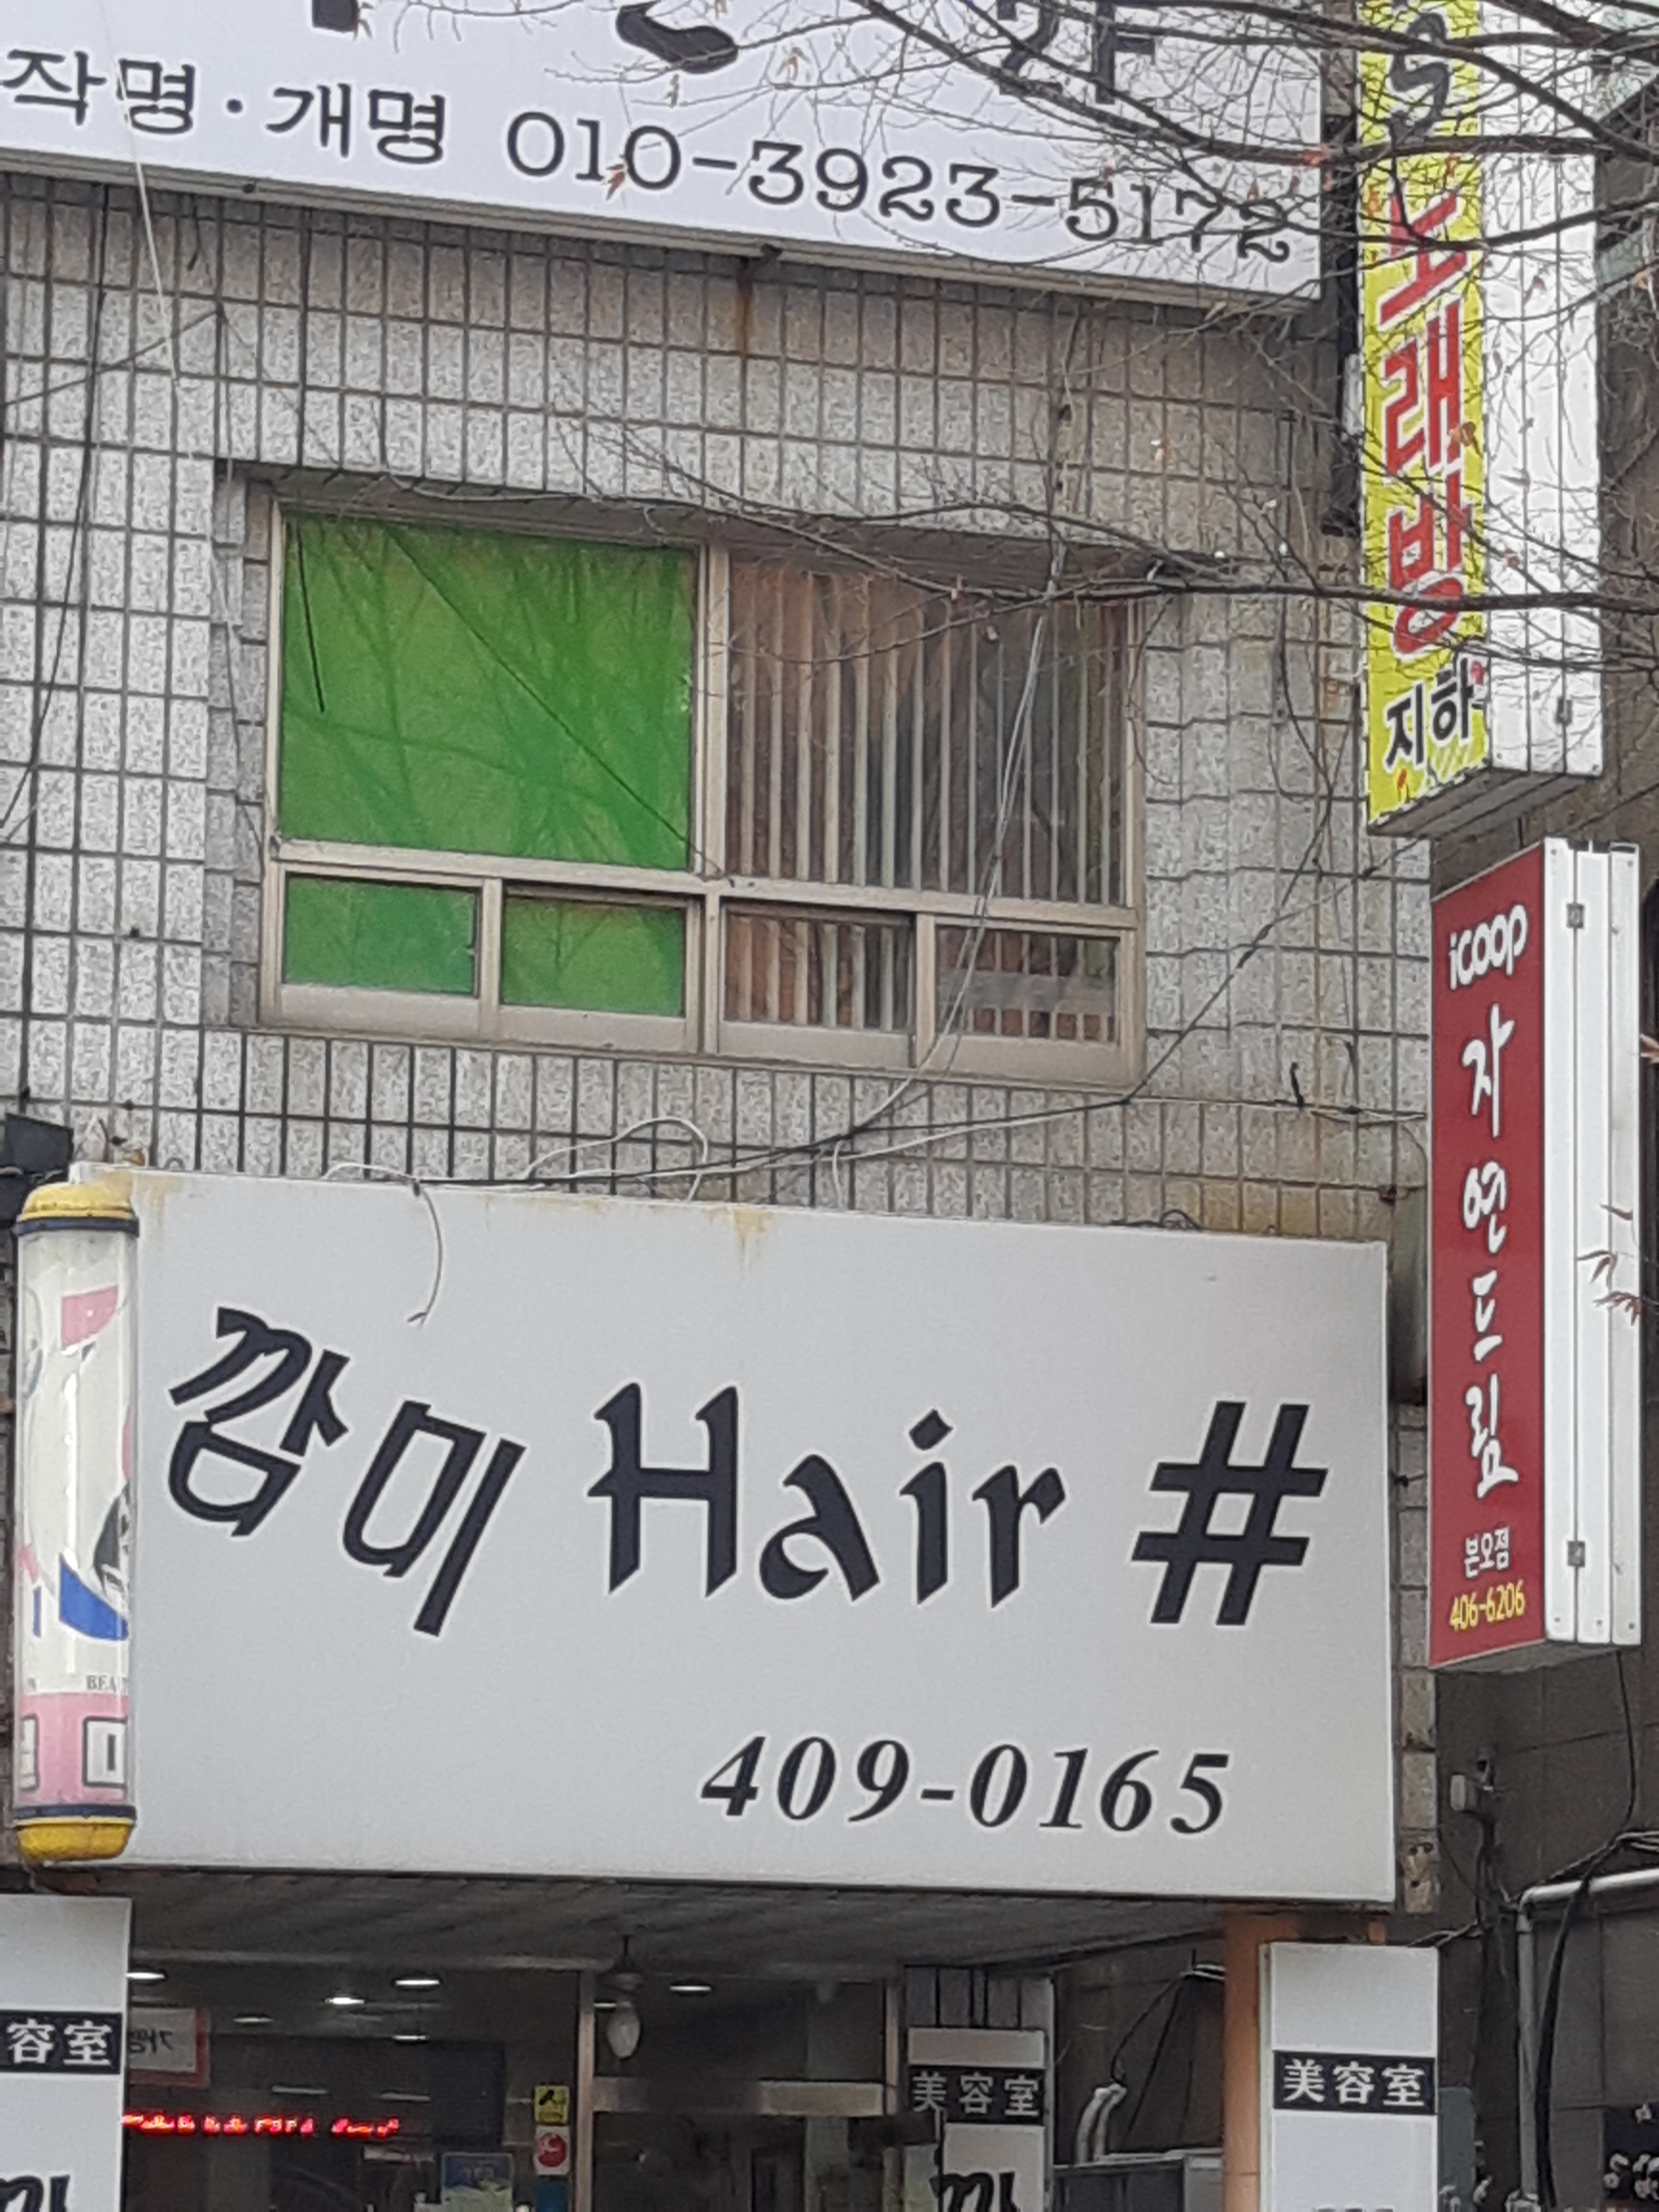 작명·개명 010-3923-5172
노래방
지하
icoop
자연드림
본오점
406-6206
깜미 Hair #
409-0165
容室
美容室
美容室